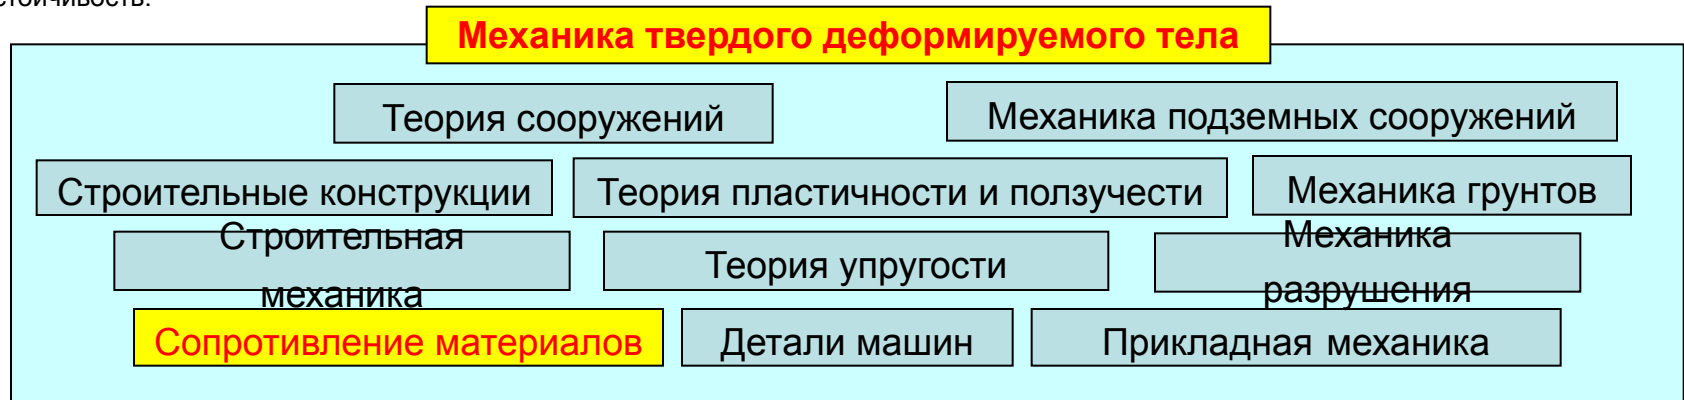 Механика твердого деформируемого тела
Теория сооружений
Механика подземных сооружений
Строительные конструкции
Теория пластичности и ползучести
Механика грунтов
Строительная
механика
Теория упругости
Механика
разрушения
Сопротивление материалов
Детали машин
Прикладная механика